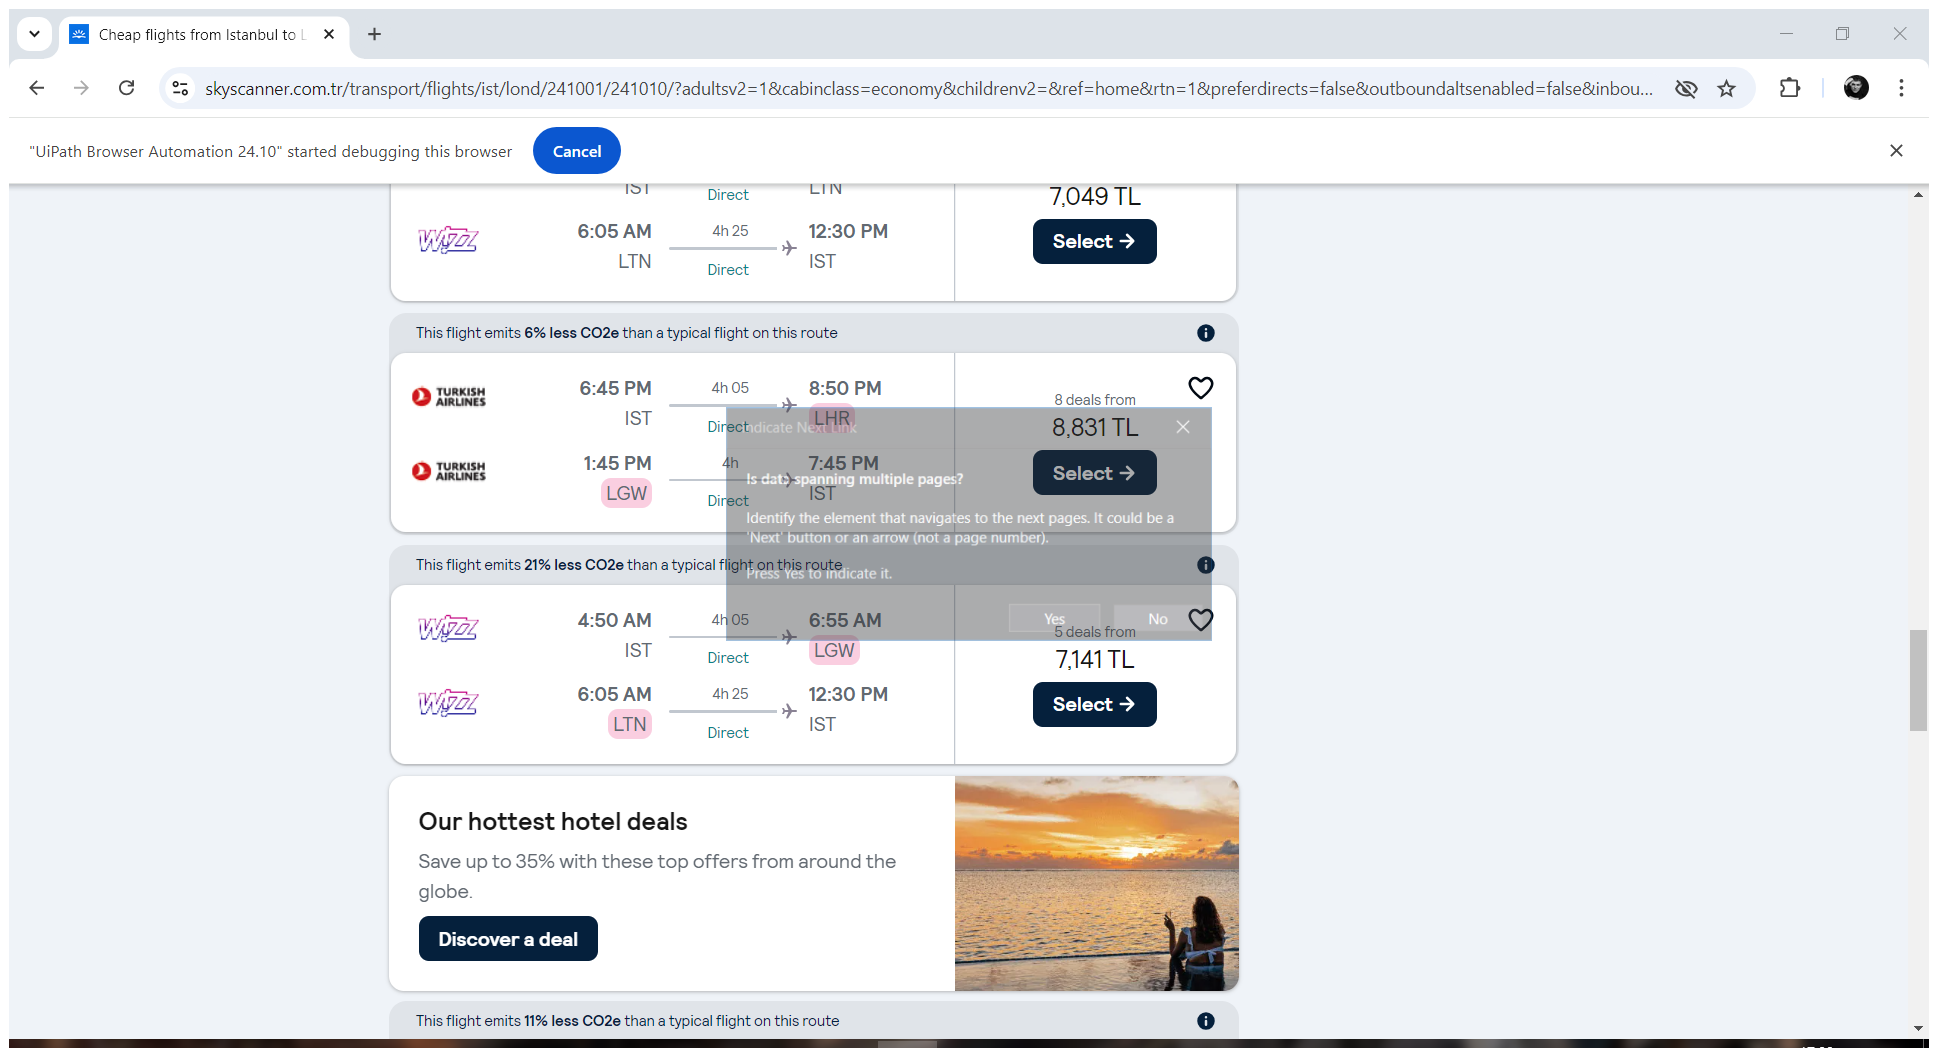 Cheap flights from Istanbul to L
skyscanner.com.tr/transport/flights/ist/lond/241001/241010/?adultsv2=1&cabinclass=economy&childrenv2=&ref=home&rtn=1&preferdirects=false&outboundaltsenabled=false&inbou...
"UiPath Browser Automation 24.10" started debugging this browser
Cancel
IST
Direct
LTN
7,049 TL
WIZZ
6:05 AM
4h 25
12:30 PM
LTN
Direct
IST
Select →
This flight emits 6% less CO2e than a typical flight on this route
TURKISH
AIRLINES
6:45 PM
4h 05
8:50 PM
IST
Direct
LHR
8 deals from
8,831 TL
Select →
TURKISH
AIRLINES
1:45 PM
4h
7:45 PM
LGW
Direct
IST
Indicate Next Link
Is data spanning multiple pages?
Identify the element that navigates to the next pages. It could be a
'Next' button or an arrow (not a page number).
Press Yes to indicate it.
Yes
No
This flight emits 21% less CO2e than a typical flight on this route
WIZZ
4:50 AM
4h 05
6:55 AM
IST
Direct
LGW
5 deals from
7,141 TL
Select →
WIZZ
6:05 AM
4h 25
12:30 PM
LTN
Direct
IST
Our hottest hotel deals
Save up to 35% with these top offers from around the
globe.
Discover a deal
This flight emits 11% less CO2e than a typical flight on this route